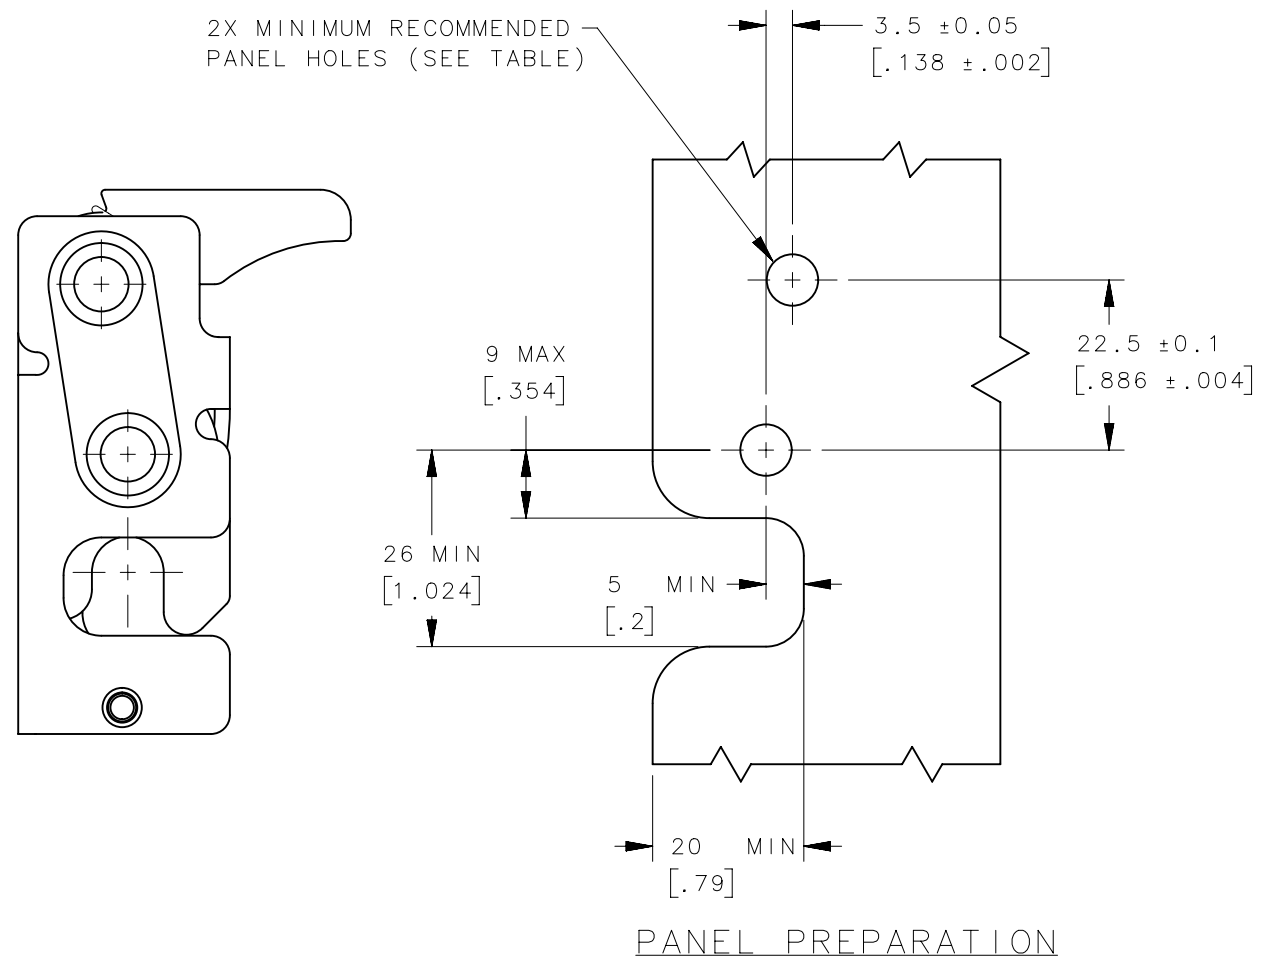 2X MINIMUM RECOMMENDED
PANEL HOLES (SEE TABLE)
3.5 ±0.05
[.138 ±.002]
9 MAX
[.354]
22.5 ±0.1
[.886 ±.004]
26 MIN
[1.024]
5 MIN
[.2]
20 MIN
[.79]
PANEL PREPARATION